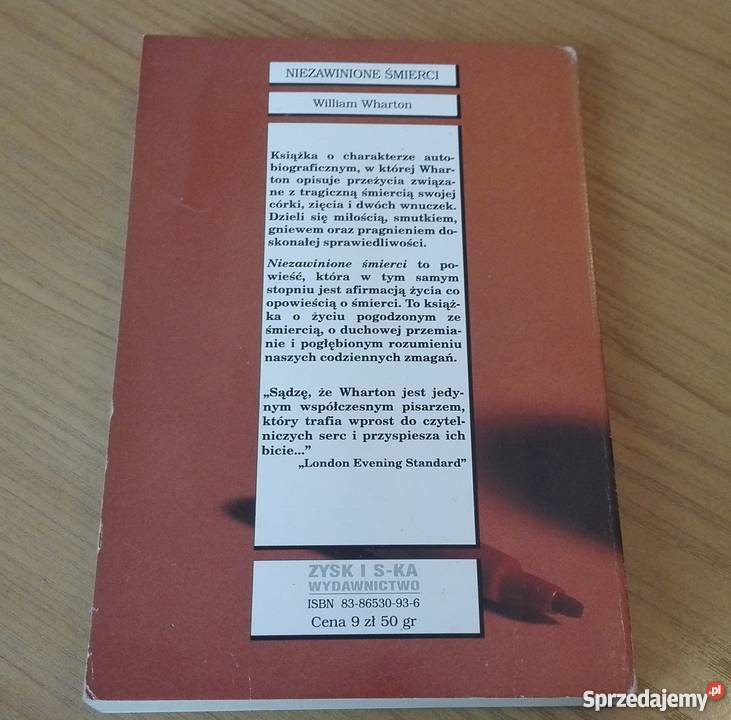 NIEZAWINIONE ŚMIERCI
William Wharton
Książka o charakterze auto-
biograficznym, w której Whar-
ton opisuje przeżycia związa-
ne z tragiczną śmiercią swojej
córki, zięcia i dwóch wnuczek.
Dzieli się miłością, smutkiem,
gniewem oraz pragnieniem do-
skonałej sprawiedliwości.
Niezawinione śmierci to po-
wieść, która w tym samym
stopniu jest afirmacją życia co
opowieścią o śmierci. To książ-
ka o życiu pogodzonym ze
śmiercią, o duchowej przemia-
nie i pogłębionym rozumieniu
naszych codziennych zmagań.
„Sądzę, że Wharton jest jedy-
nym współczesnym pisarzem,
który trafia wprost do czytel-
niczych serc i przyspiesza ich
bicie..."
„London Evening Standard"
ZYSK I S-KA
WYDAWNICTWO
ISBN 83-86530-93-6
Cena 9 zł 50 gr
Sprzedajemy.pl